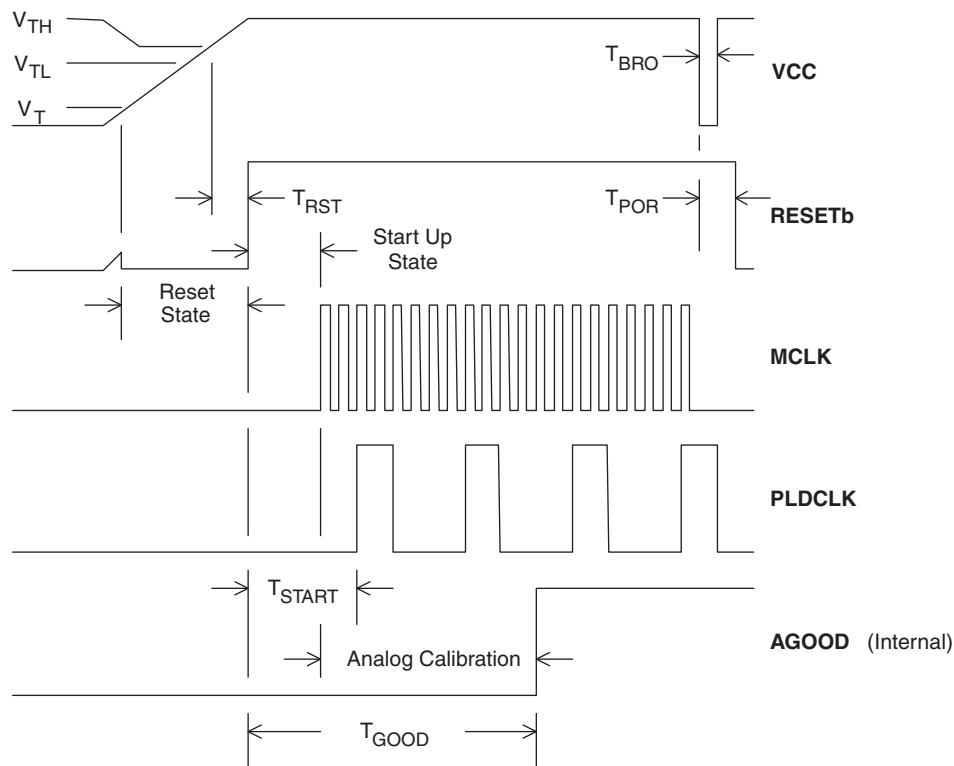 VTH
VTL
VT
TBRO
VCC
TRST
TPOR
RESETb
Start Up
State
Reset
State
MCLK
PLDCLK
TSTART
Analog Calibration
AGOOD (Internal)
TGOOD